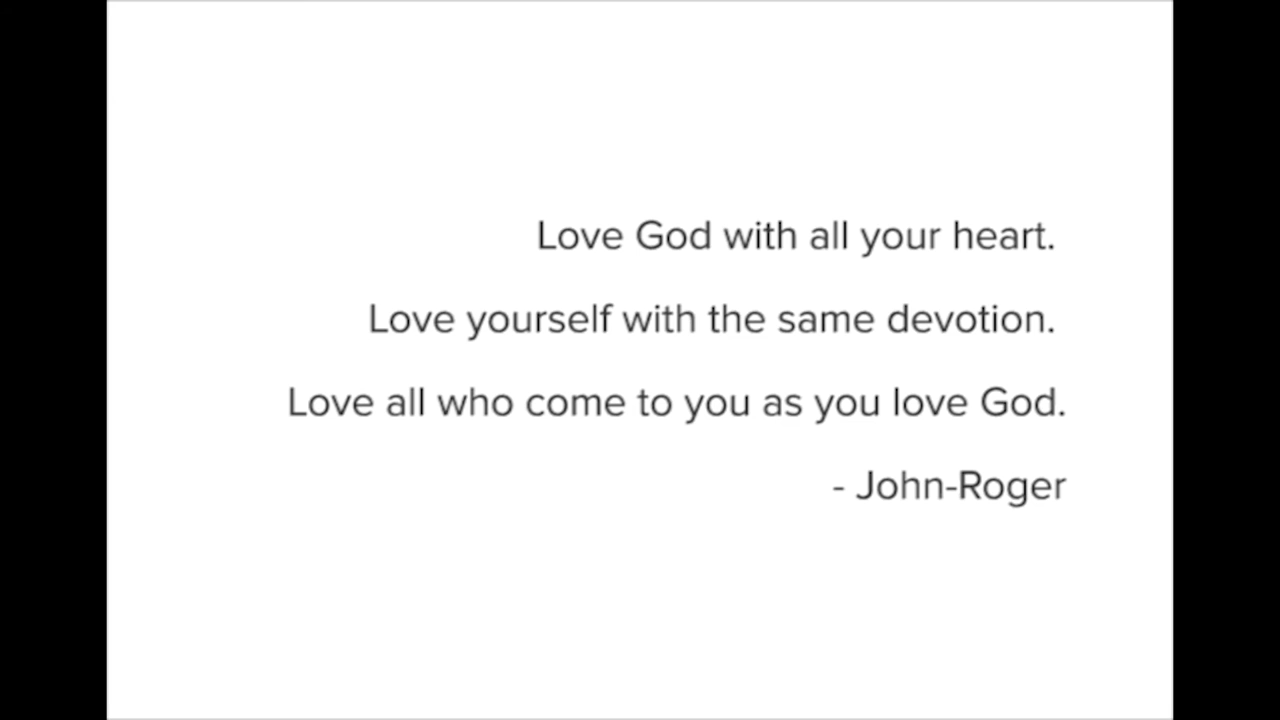 Love God with all your heart.
Love yourself with the same devotion.
Love all who come to you as you love God.
- John-Roger